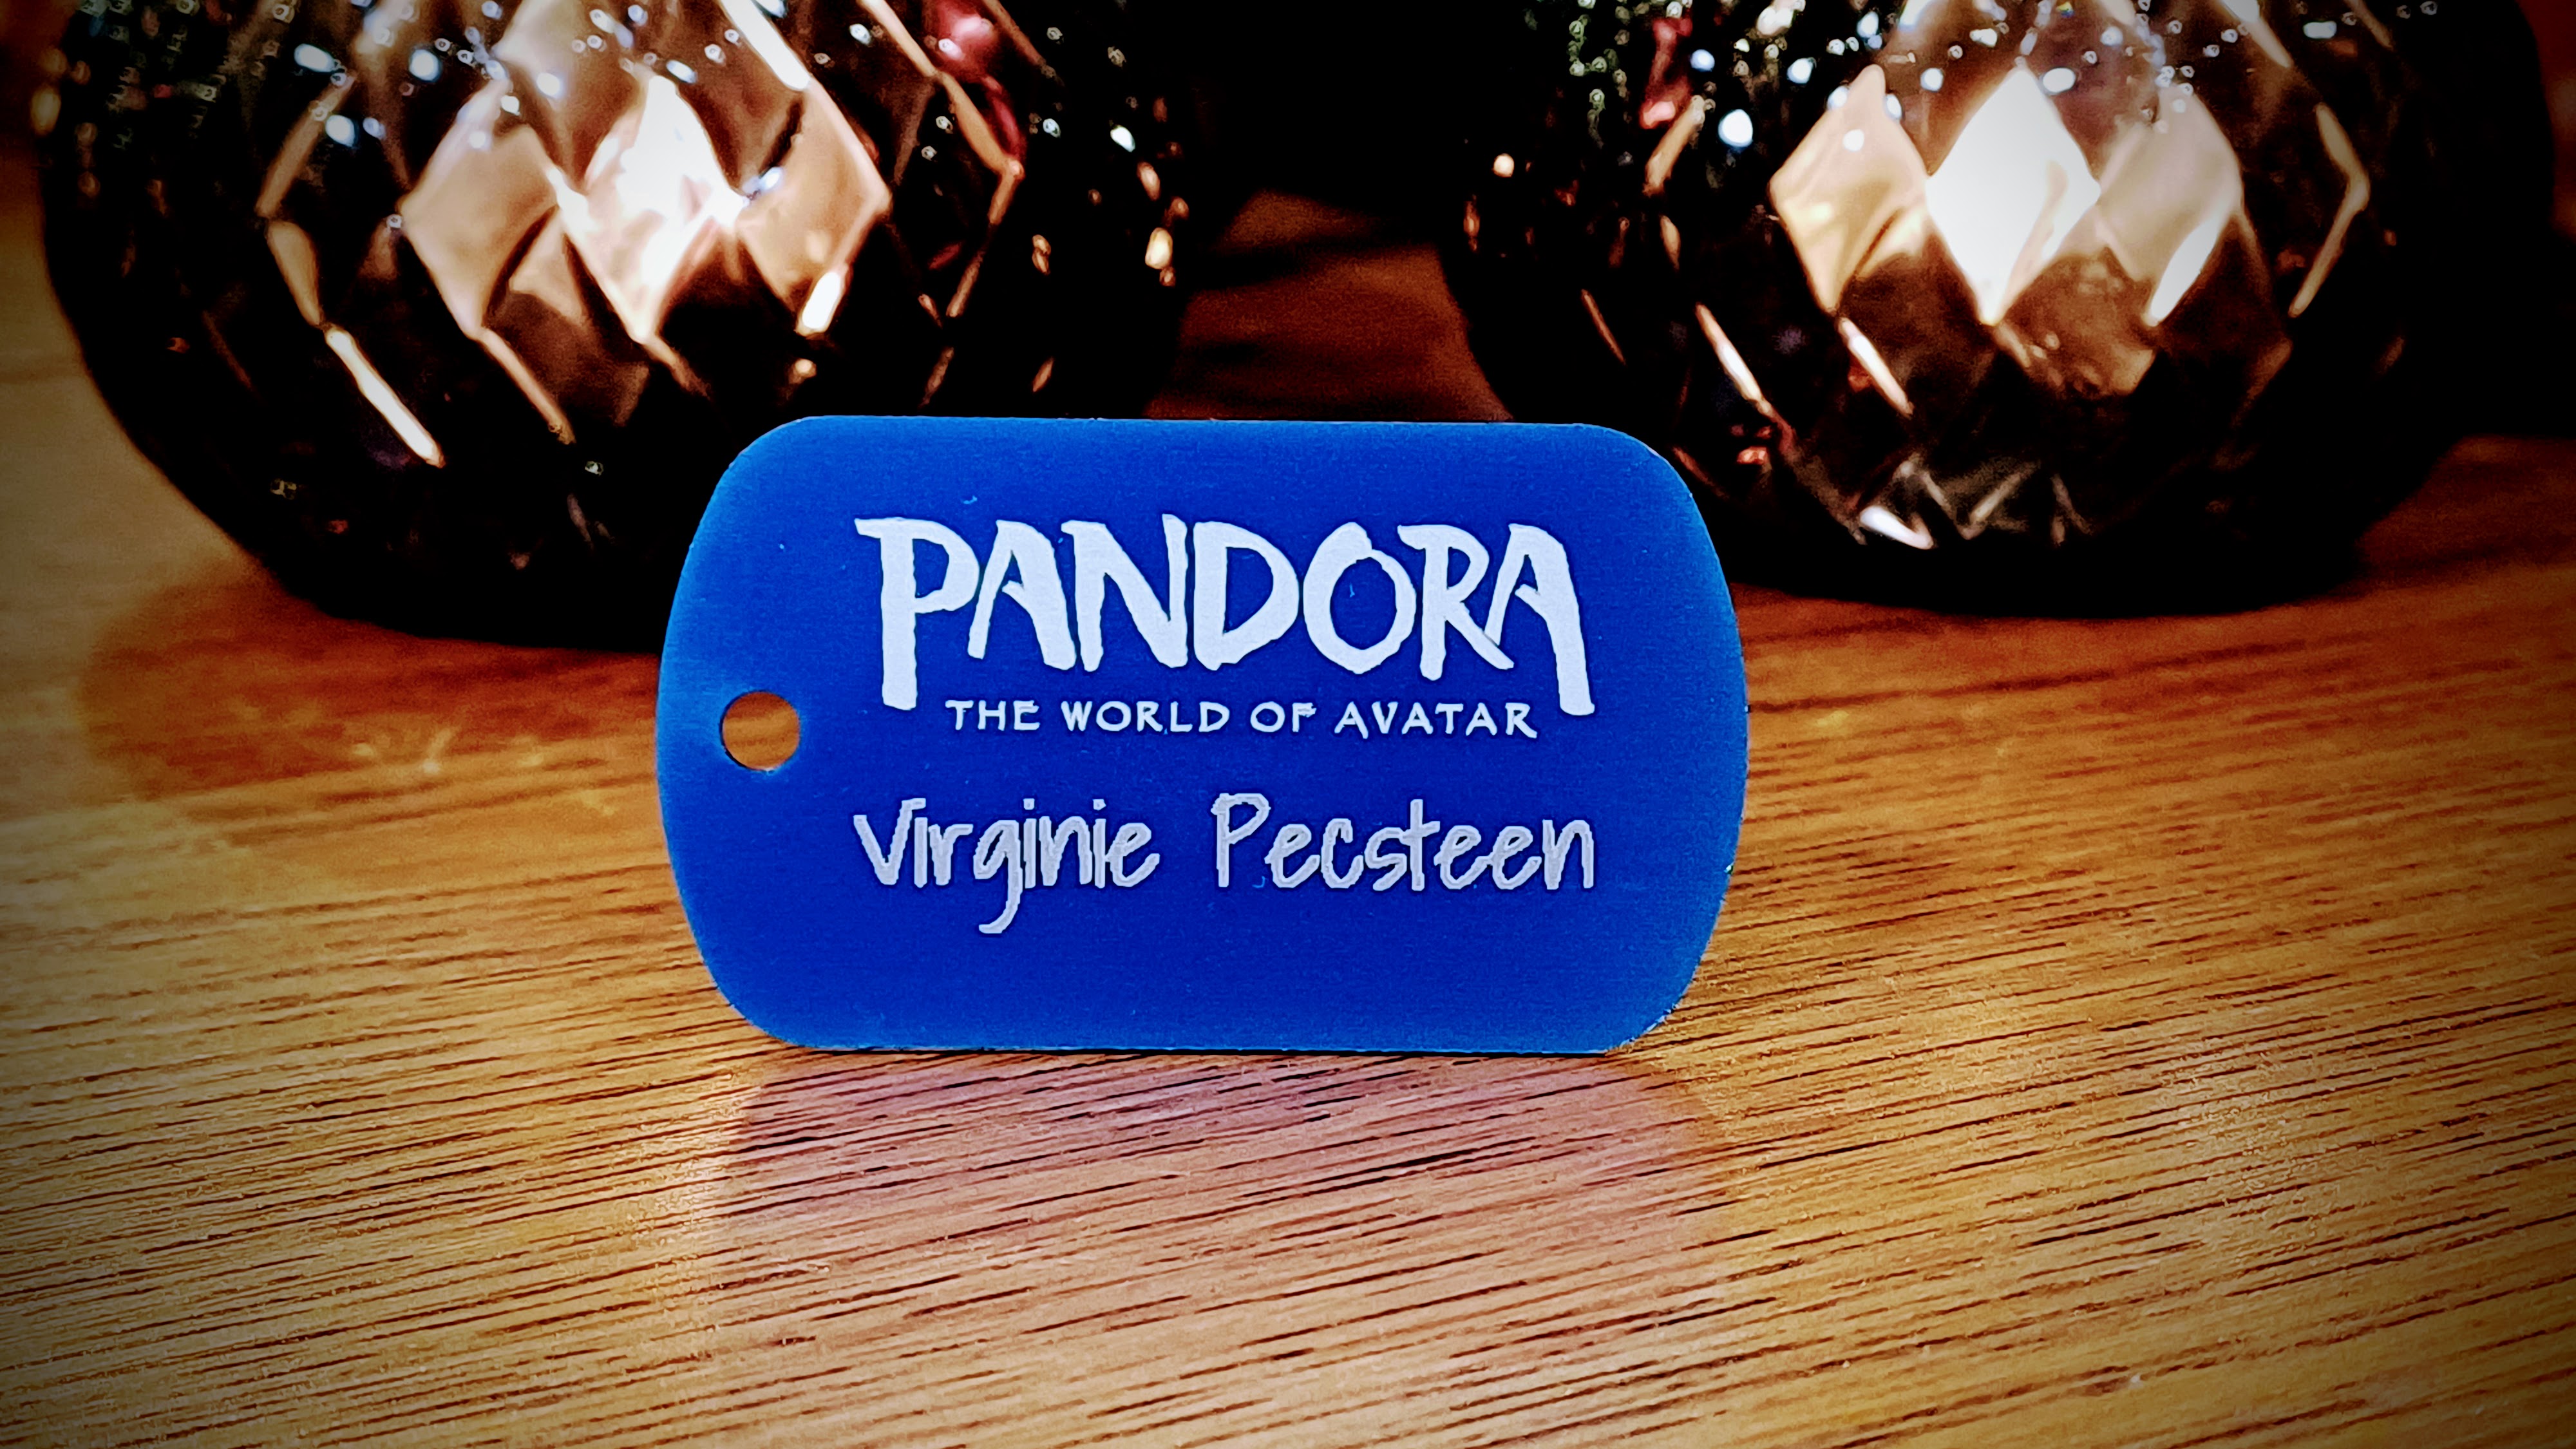 PANDORA
THE WORLD OF AVATAR
Virginie Pecsteen